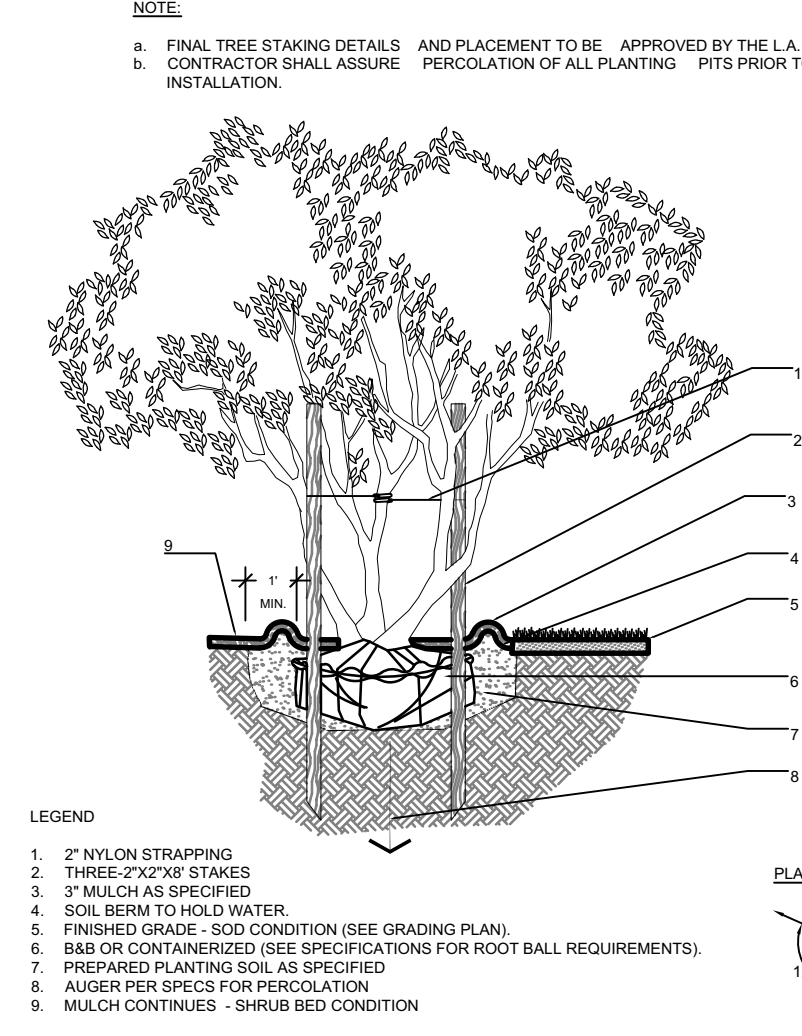 NOTE:
a. FINAL TREE STAKING DETAILS AND PLACEMENT TO BE APPROVED BY THE L.A.
b. CONTRACTOR SHALL ASSURE PERCOLATION OF ALL PLANTING PITS PRIOR
INSTALLATION.
1
2
3
9
1'
MIN.
4
5
6
7
8
LEGEND
1. 2" NYLON STRAPPING
2. THREE-2"X2"X8' STAKES
3. 3" MULCH AS SPECIFIED
4. SOIL BERM TO HOLD WATER.
5. FINISHED GRADE - SOD CONDITION (SEE GRADING PLAN).
6. B&B OR CONTAINERIZED (SEE SPECIFICATIONS FOR ROOT BALL REQUIREMENTS).
7. PREPARED PLANTING SOIL AS SPECIFIED
8. AUGER PER SPECS FOR PERCOLATION
9. MULCH CONTINUES - SHRUB BED CONDITION